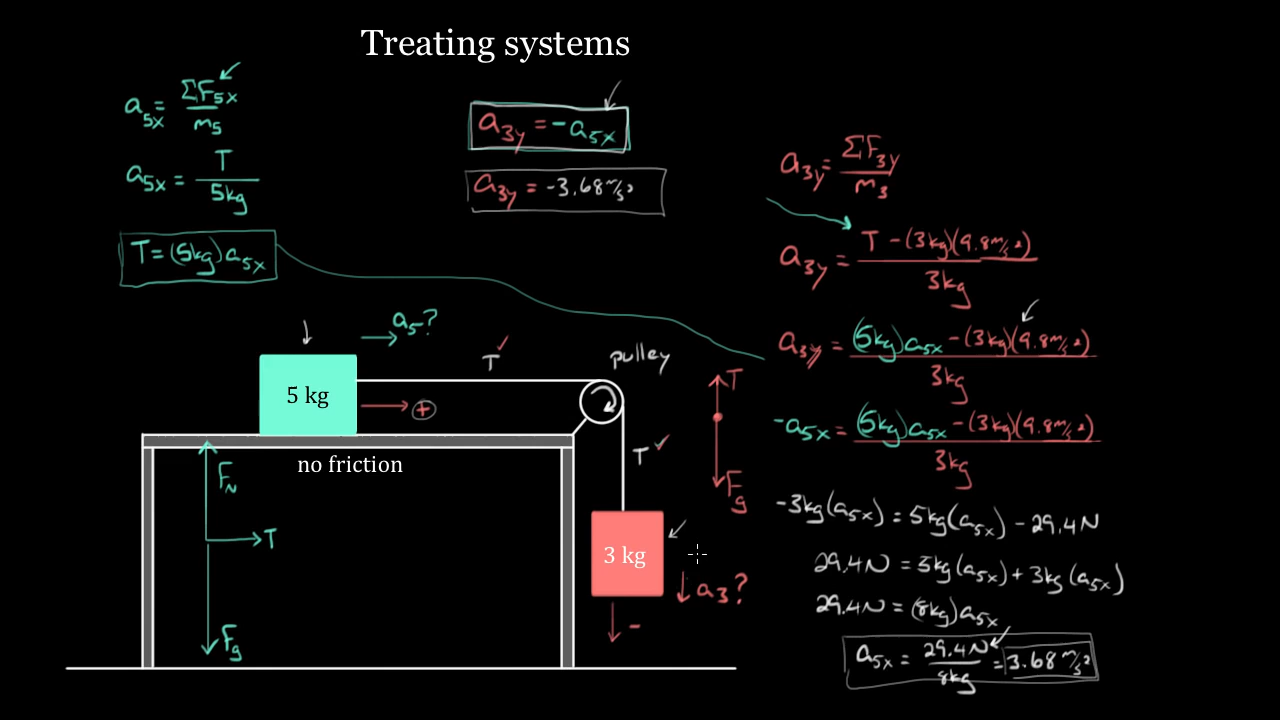 Treating systems
a5x = ΣF5x / m5
a5x = T / 5kg
T = (5kg) a5x
a3y = -a5x
a3y = -3.68 m/s²
a3y = ΣF3y / m3
a3y = T - (3kg)(9.8 m/s²) / 3kg
a3y = (5kg) a5x - (3kg)(9.8 m/s²) / 3kg
-a5x = (5kg) a5x - (3kg)(9.8 m/s²) / 3kg
-3kg(a5x) = 5kg(a5x) - 29.4N
29.4N = 5kg(a5x) + 3kg(a5x)
29.4N = (8kg) a5x
a5x = 29.4N / 8kg = 3.68 m/s²
a5?
T
pulley
5 kg
+
no friction
T
FN
T
Fg
T
Fg
3 kg
a3?
-